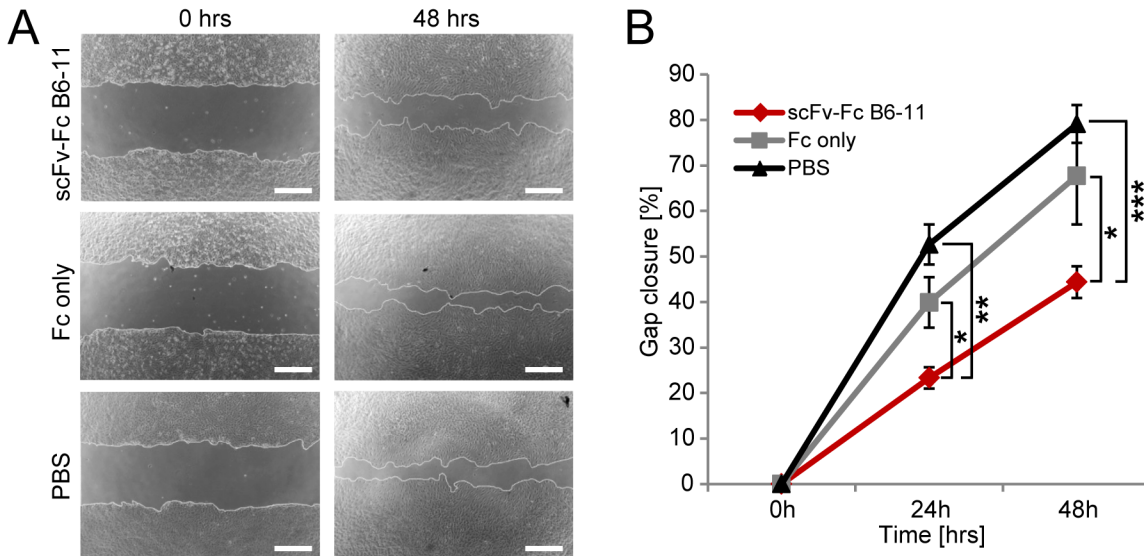 A
0 hrs
48 hrs
scFv-Fc B6-11
Fc only
PBS
B
90
80
70
60
50
40
30
20
10
0
Gap closure [%]
scFv-Fc B6-11
Fc only
PBS
*
**
*
***
0h
24h
48h
Time [hrs]